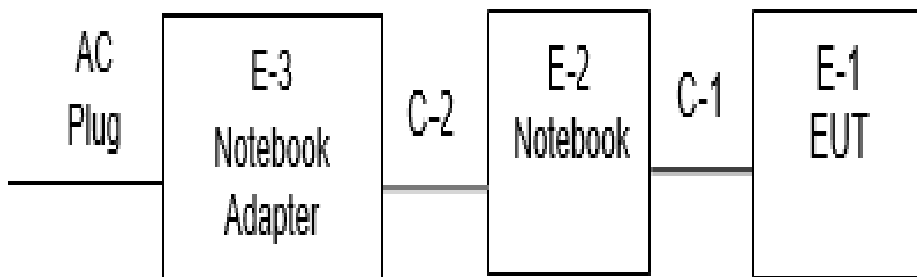 AC
Plug
E-3
Notebook
Adapter
C-2
E-2
Notebook
C-1
E-1
EUT